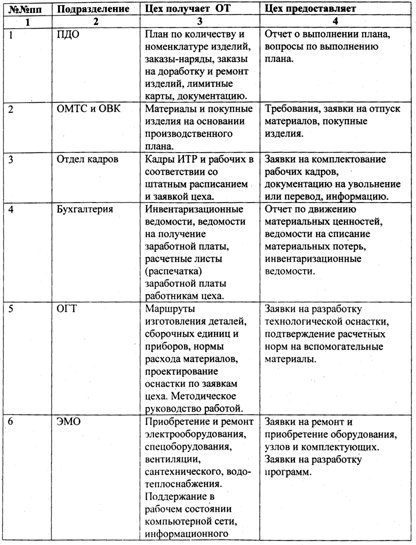 №№пп Подразделение Цех получает ОТ Цех предоставляет
1 2 3 4
1 ПДО План по количеству и Отчет о выполнении плана,
номенклатуре изделий, вопросы по выполнению
заказы-наряды, заказы плана.
на доработку и ремонт
изделий, лимитные
карты, документацию.
2 ОМТС и ОВК Материалы и покупные Требования, заявки на отпуск
изделия на основании материалов, покупные
производственного изделия.
плана.
3 Отдел кадров Кадры ИТР и рабочих в Заявки на комплектование
соответствии со рабочих кадров,
штатным расписанием документацию на увольнение
и заявкой цеха. или перевод, информацию.
4 Бухгалтерия Инвентаризационные Отчет по движению
ведомости, ведомости материальных ценностей,
на получение ведомости на списание
заработной платы, материальных потерь,
расчетные листы инвентаризационные
(распечатка) ведомости.
заработной платы
работникам цеха.
5 ОГТ Маршруты Заявки на разработку
изготовления деталей, технологической оснастки,
сборочных единиц и подтверждение расчетных
приборов, нормы норм на вспомогательные
расхода материалов, материалы.
проектирование
оснастки по заявкам
цеха. Методическое
руководство работой.
6 ЭМО Приобретение и ремонт Заявки на ремонт и
электрооборудования, приобретение оборудования,
спецоборудования, узлов и комплектующих.
вентиляции, Заявки на разработку
сантехнического, водо- программ.
теплоснабжения.
Поддержание в
рабочем состоянии
компьютерной сети,
информационного